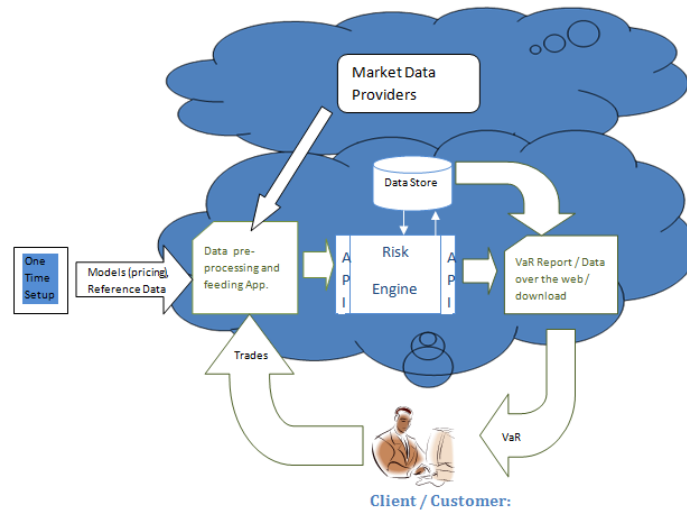 Market Data
Providers
Data Store
One
Time
Setup
Models (pricing),
Reference Data
Data pre-
processing and
feeding App.
A
P
I
Risk
Engine
A
P
I
VaR Report / Data
over the web/
download
Trades
VaR
Client / Customer: